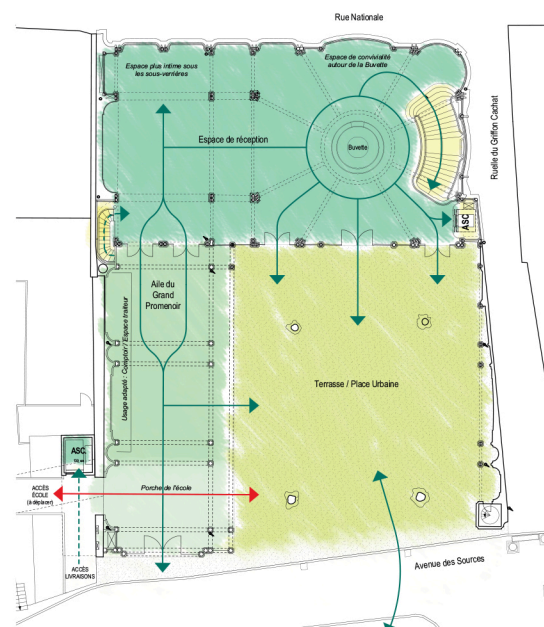 Rue Nationale
Espace plus intime sous
les sous-verrières
Espace de convivialité
autour de la Buvette
Ruelle du Griffon Cachat
Espace de réception
Buvette
ASC
Aile du
Grand
Promenoir
Usage adapté : Comptoir / Espace traiteur
Terrasse / Place Urbaine
ASC.
ACCÈS
ÉCOLE
(à déplacer)
Porche de l'école
ACCÈS
LIVRAISONS
Avenue des Sources